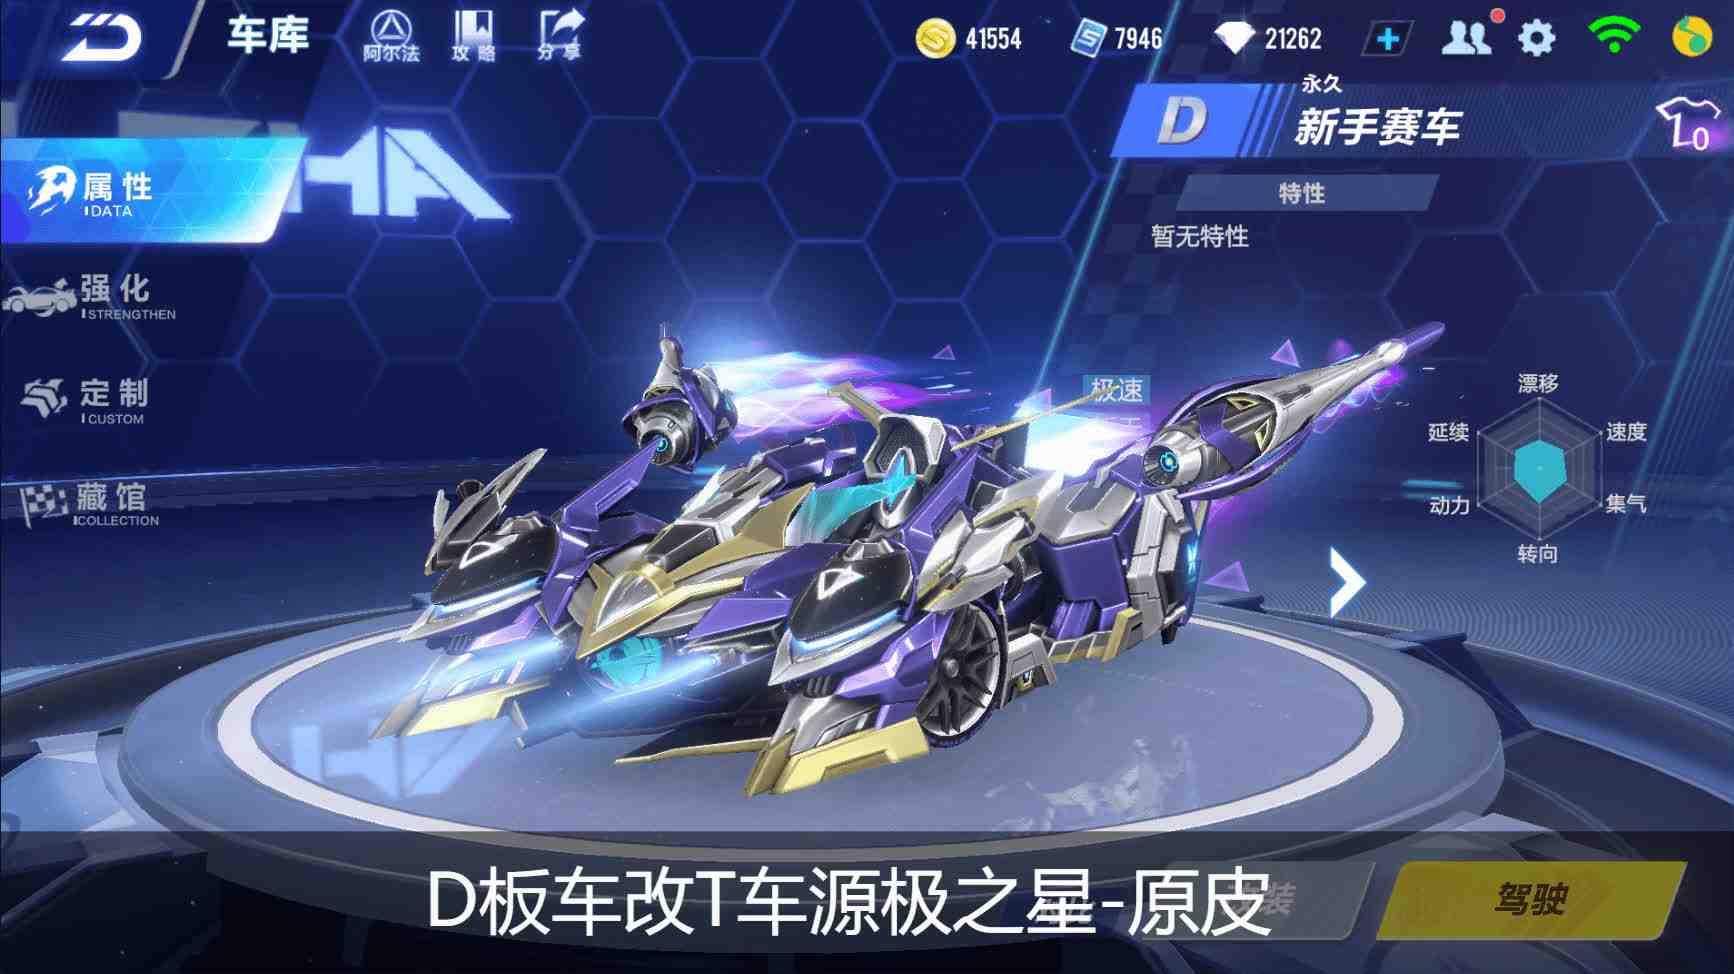 车库
阿尔法
攻略
分享
41554
7946
21262
永久
D
新手赛车
0
属性
DATA
特性
暂无特性
强化
STRENGTHEN
极速
漂移
延续
速度
定制
CUSTOM
藏馆
COLLECTION
动力
集气
转向
D板车改T车源极之星-原皮
装
驾驶